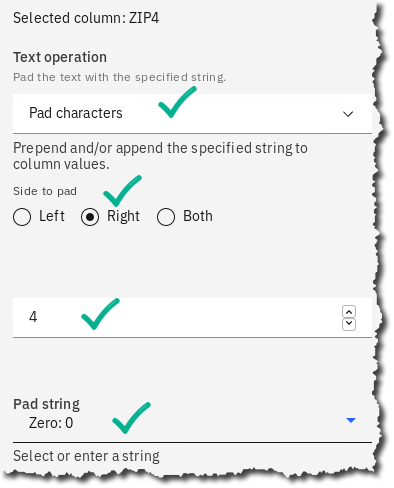 Selected column: ZIP4
Text operation
Pad the text with the specified string.
Pad characters
Prepend and/or append the specified string to
column values.
Side to pad
Left Right Both
4
Pad string
Zero: 0
Select or enter a string